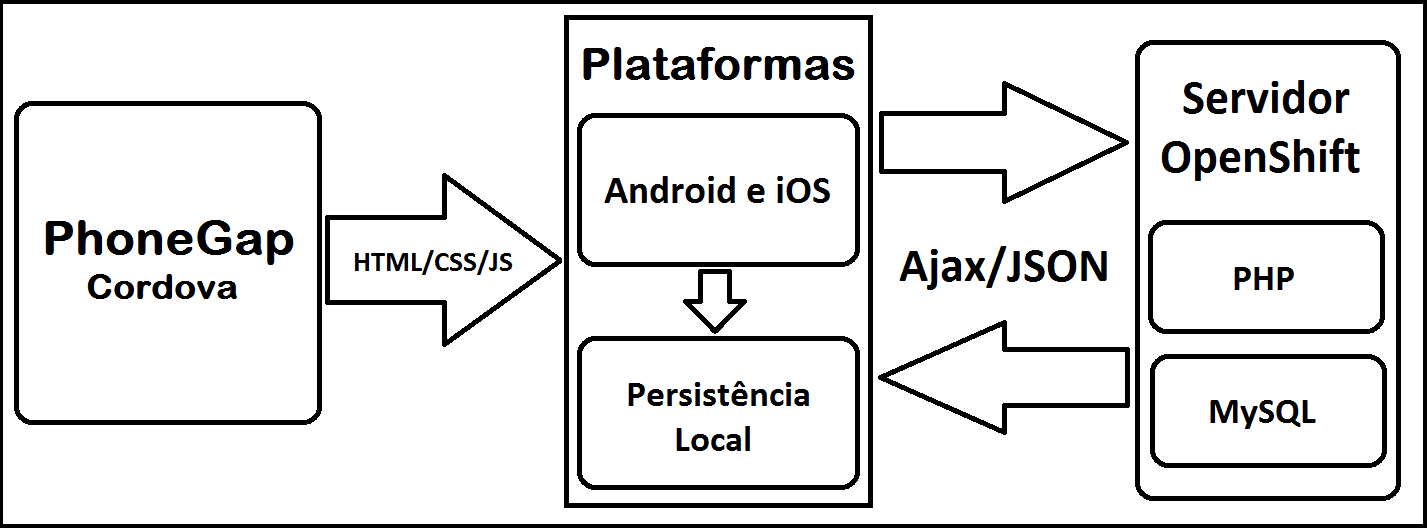 PhoneGap
Cordova
HTML/CSS/JS
Plataformas
Android e iOS
Persistência
Local
Ajax/JSON
Servidor
OpenShift
PHP
MySQL